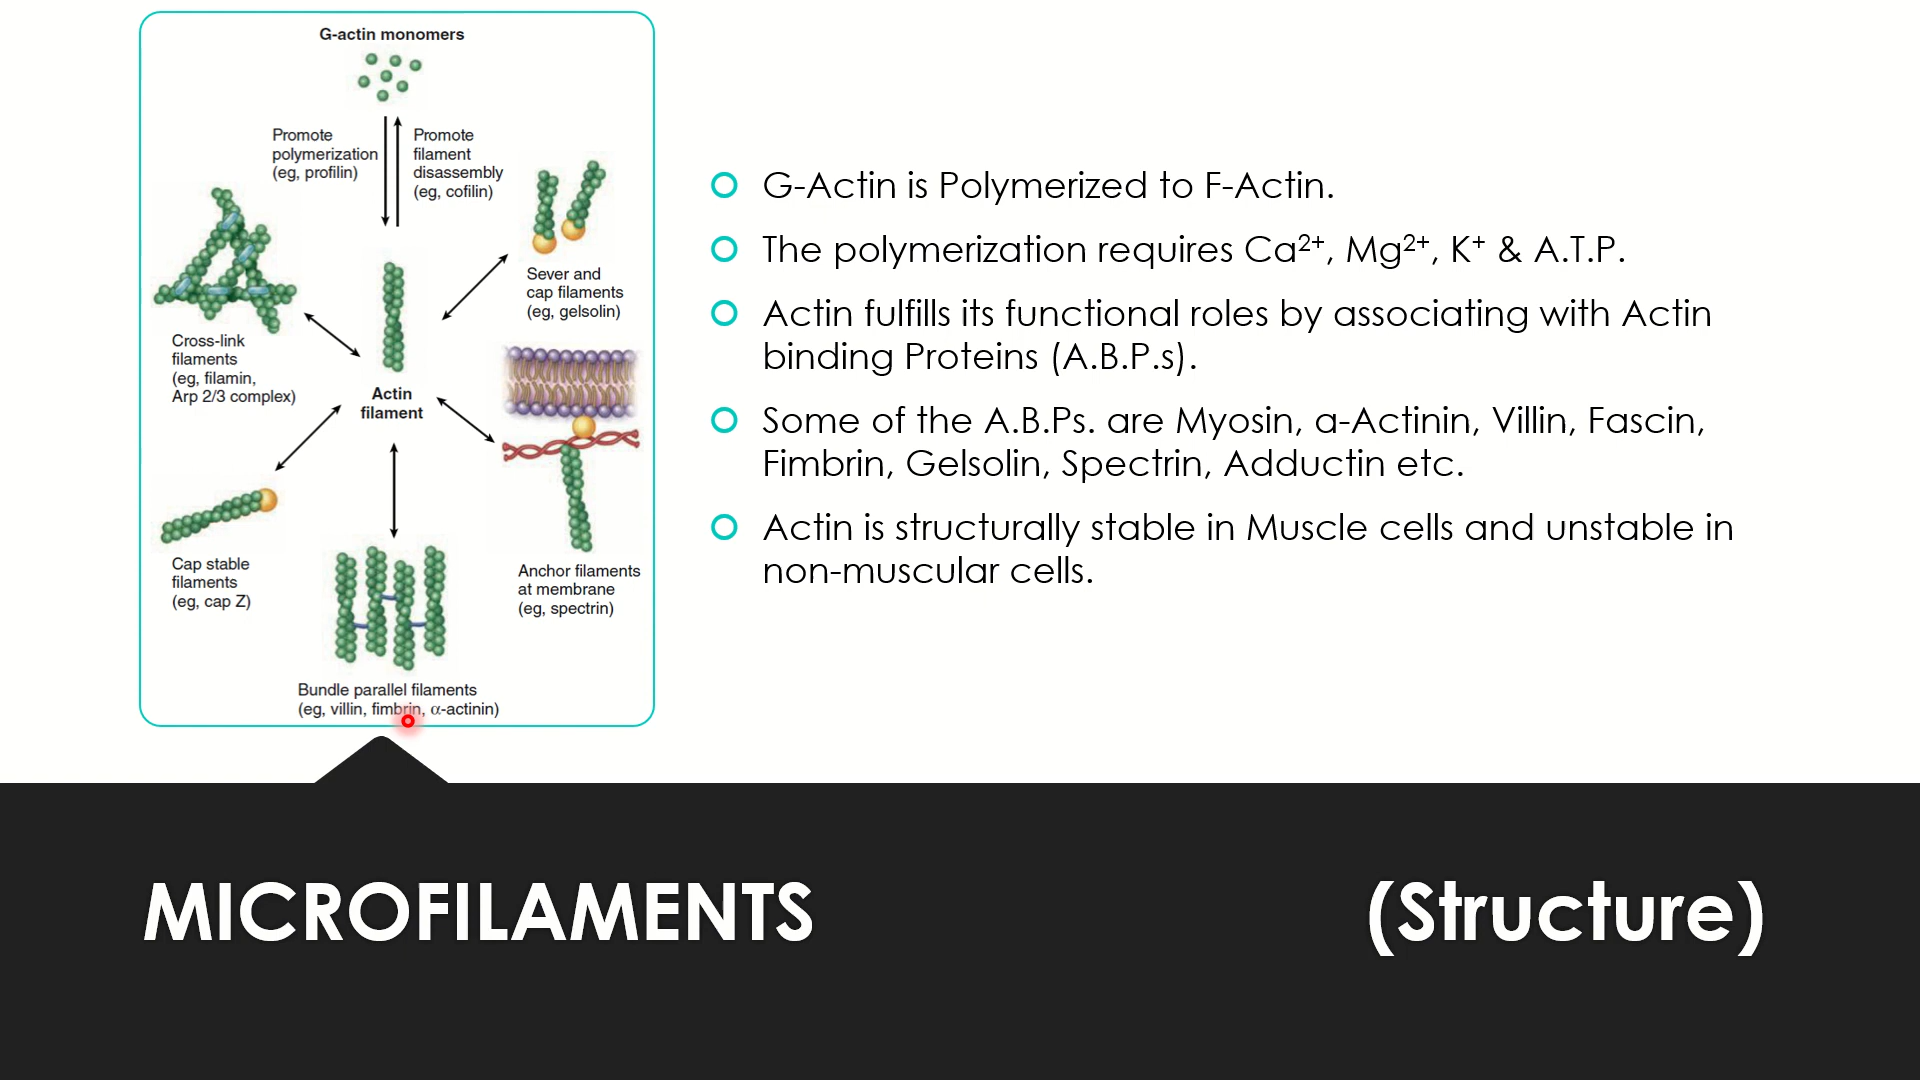 G-actin monomers
Promote
polymerization
(eg, profilin)
Promote
filament
disassembly
(eg, cofilin)
Sever and
cap filaments
(eg, gelsolin)
Cross-link
filaments
(eg, filamin,
Arp 2/3 complex)
Actin
filament
Cap stable
filaments
(eg, cap Z)
Anchor filaments
at membrane
(eg, spectrin)
Bundle parallel filaments
(eg, villin, fimbrin, α-actinin)
G-Actin is Polymerized to F-Actin.
The polymerization requires Ca²⁺, Mg²⁺, K⁺ & A.T.P.
Actin fulfills its functional roles by associating with Actin
binding Proteins (A.B.P.s).
Some of the A.B.Ps. are Myosin, α-Actinin, Villin, Fascin,
Fimbrin, Gelsolin, Spectrin, Adductin etc.
Actin is structurally stable in Muscle cells and unstable in
non-muscular cells.
MICROFILAMENTS (Structure)